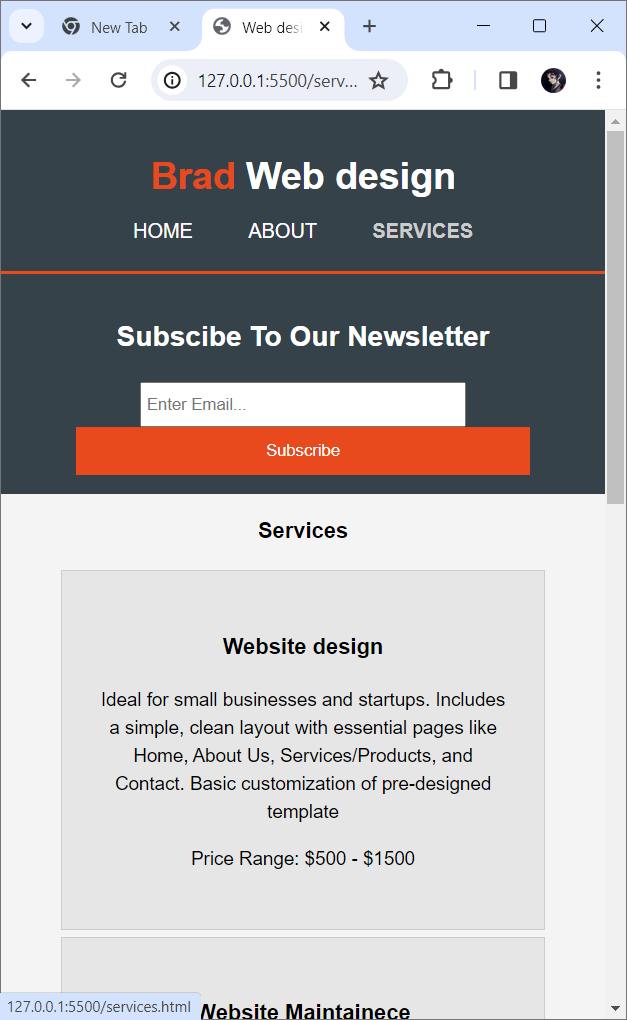 New Tab
Web desi
127.0.0.1:5500/serv...
Brad Web design
HOME ABOUT SERVICES
Subscibe To Our Newsletter
Enter Email...
Subscribe
Services
Website design
Ideal for small businesses and startups. Includes
a simple, clean layout with essential pages like
Home, About Us, Services/Products, and
Contact. Basic customization of pre-designed
template
Price Range: $500 - $1500
Website Maintainece
127.0.0.1:5500/services.html